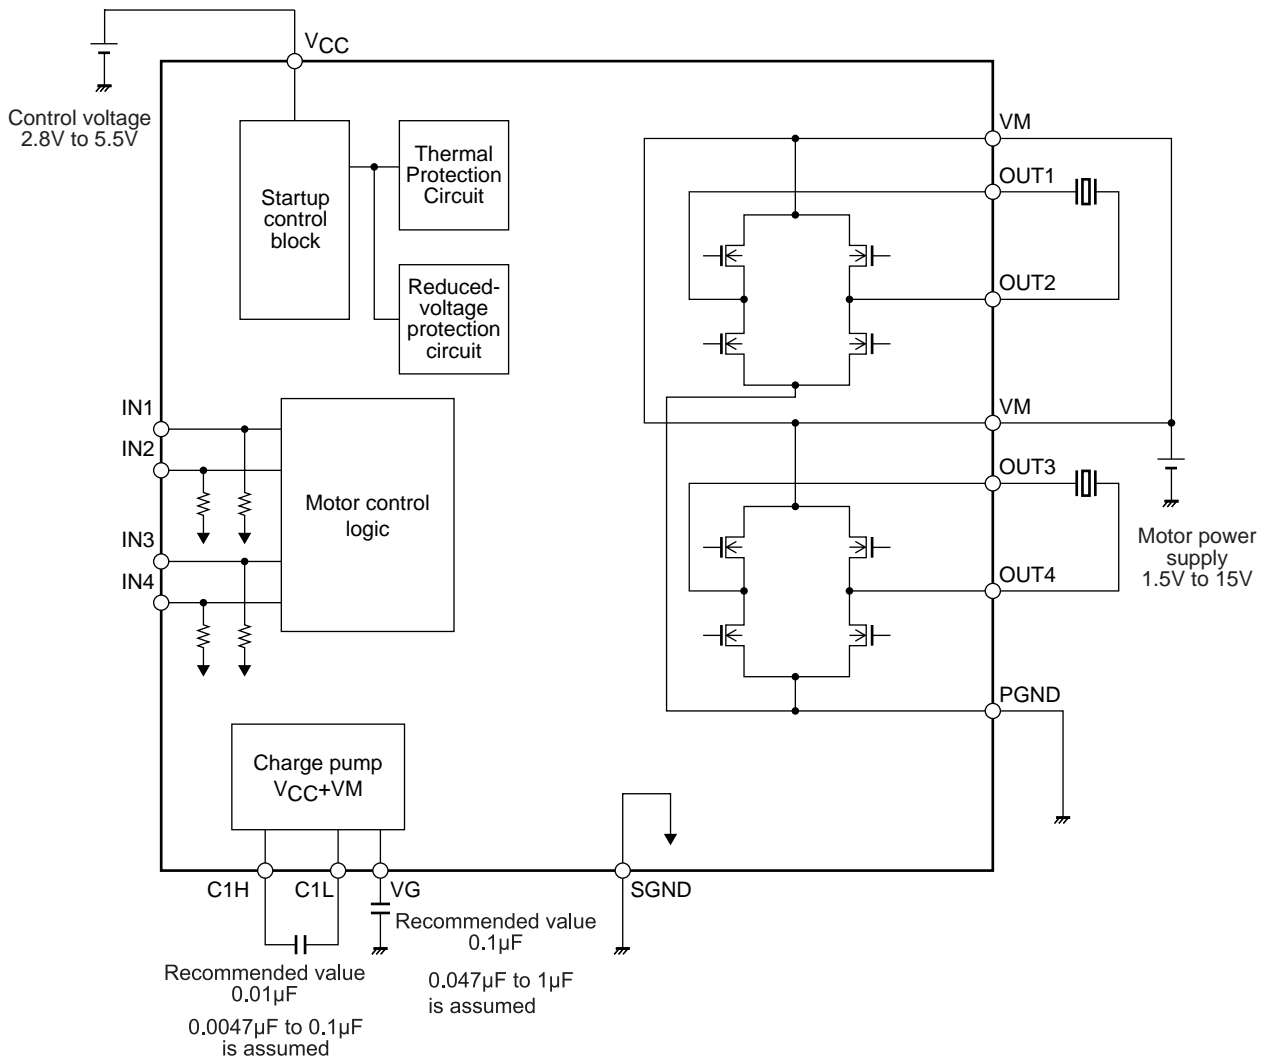 VCC
Control voltage
2.8V to 5.5V
Startup
control
block
Thermal
Protection
Circuit
Reduced-
voltage
protection
circuit
VM
OUT1
OUT2
VM
OUT3
OUT4
PGND
Motor power
supply
1.5V to 15V
IN1
IN2
IN3
IN4
Motor control
logic
Charge pump
VCC+VM
C1H
C1L
VG
SGND
Recommended value
0.1μF
0.047μF to 1μF
is assumed
Recommended value
0.01μF
0.0047μF to 0.1μF
is assumed